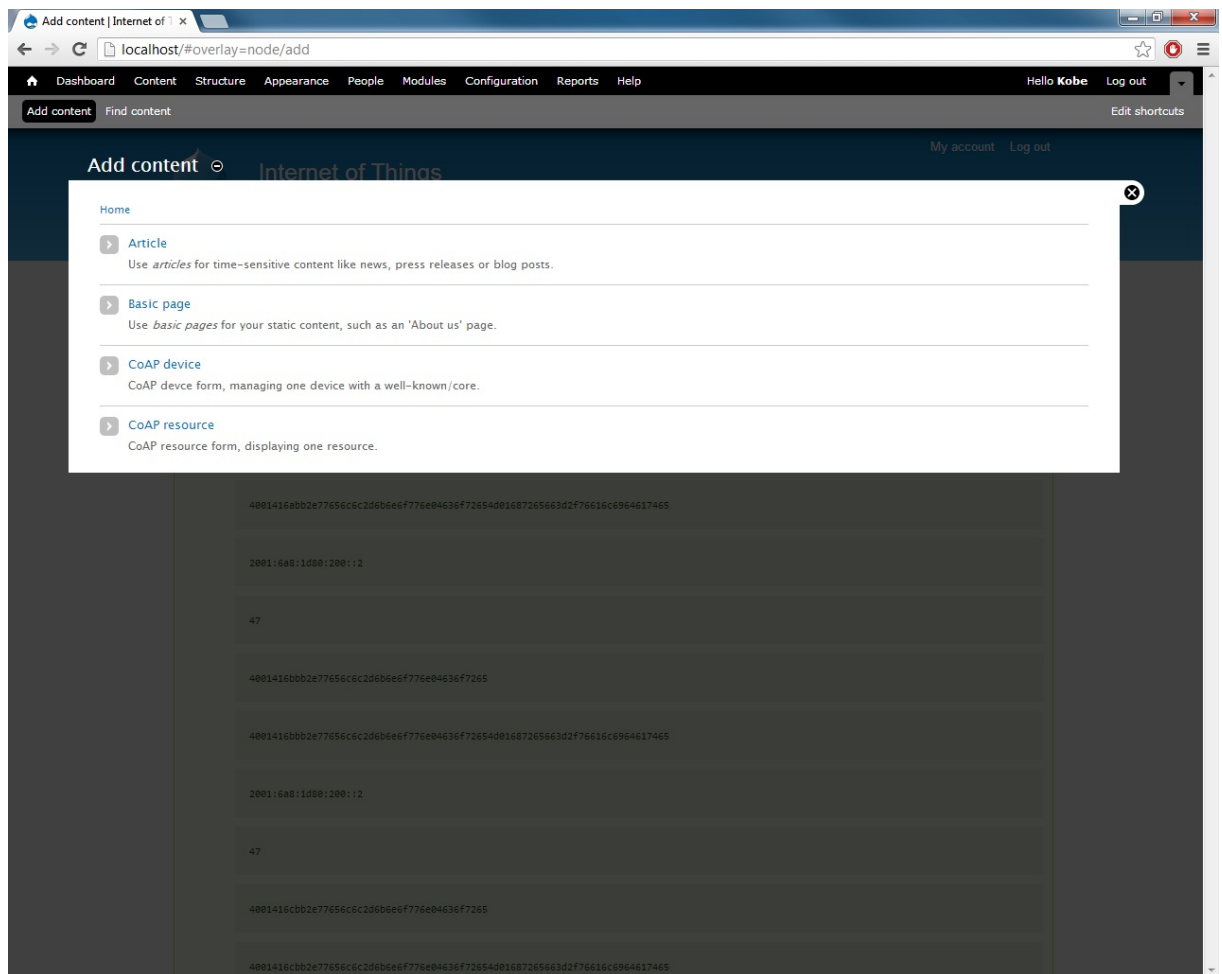 Add content | Internet of T
localhost/#overlay=node/add
Dashboard Content Structure Appearance People Modules Configuration Reports Help Hello Kobe Log out
Add content Find content Edit shortcuts
My account Log out
Add content
Internet of Things
Home
Article
Use articles for time-sensitive content like news, press releases or blog posts.
Basic page
Use basic pages for your static content, such as an 'About us' page.
CoAP device
CoAP devce form, managing one device with a well-known/core.
CoAP resource
CoAP resource form, displaying one resource.
4001416abb2e77656c6c2d6b6e6f776e04636f72654d01687265663d2f76616c6964617465
2001:6a8:1d80:200::2
47
4001416bbb2e77656c6c2d6b6e6f776e04636f7265
4001416bbb2e77656c6c2d6b6e6f776e04636f72654d01687265663d2f76616c6964617465
2001:6a8:1d80:200::2
47
4001416cbb2e77656c6c2d6b6e6f776e04636f7265
4001416cbb2e77656c6c2d6b6e6f776e04636f72654d01687265663d2f76616c6964617465